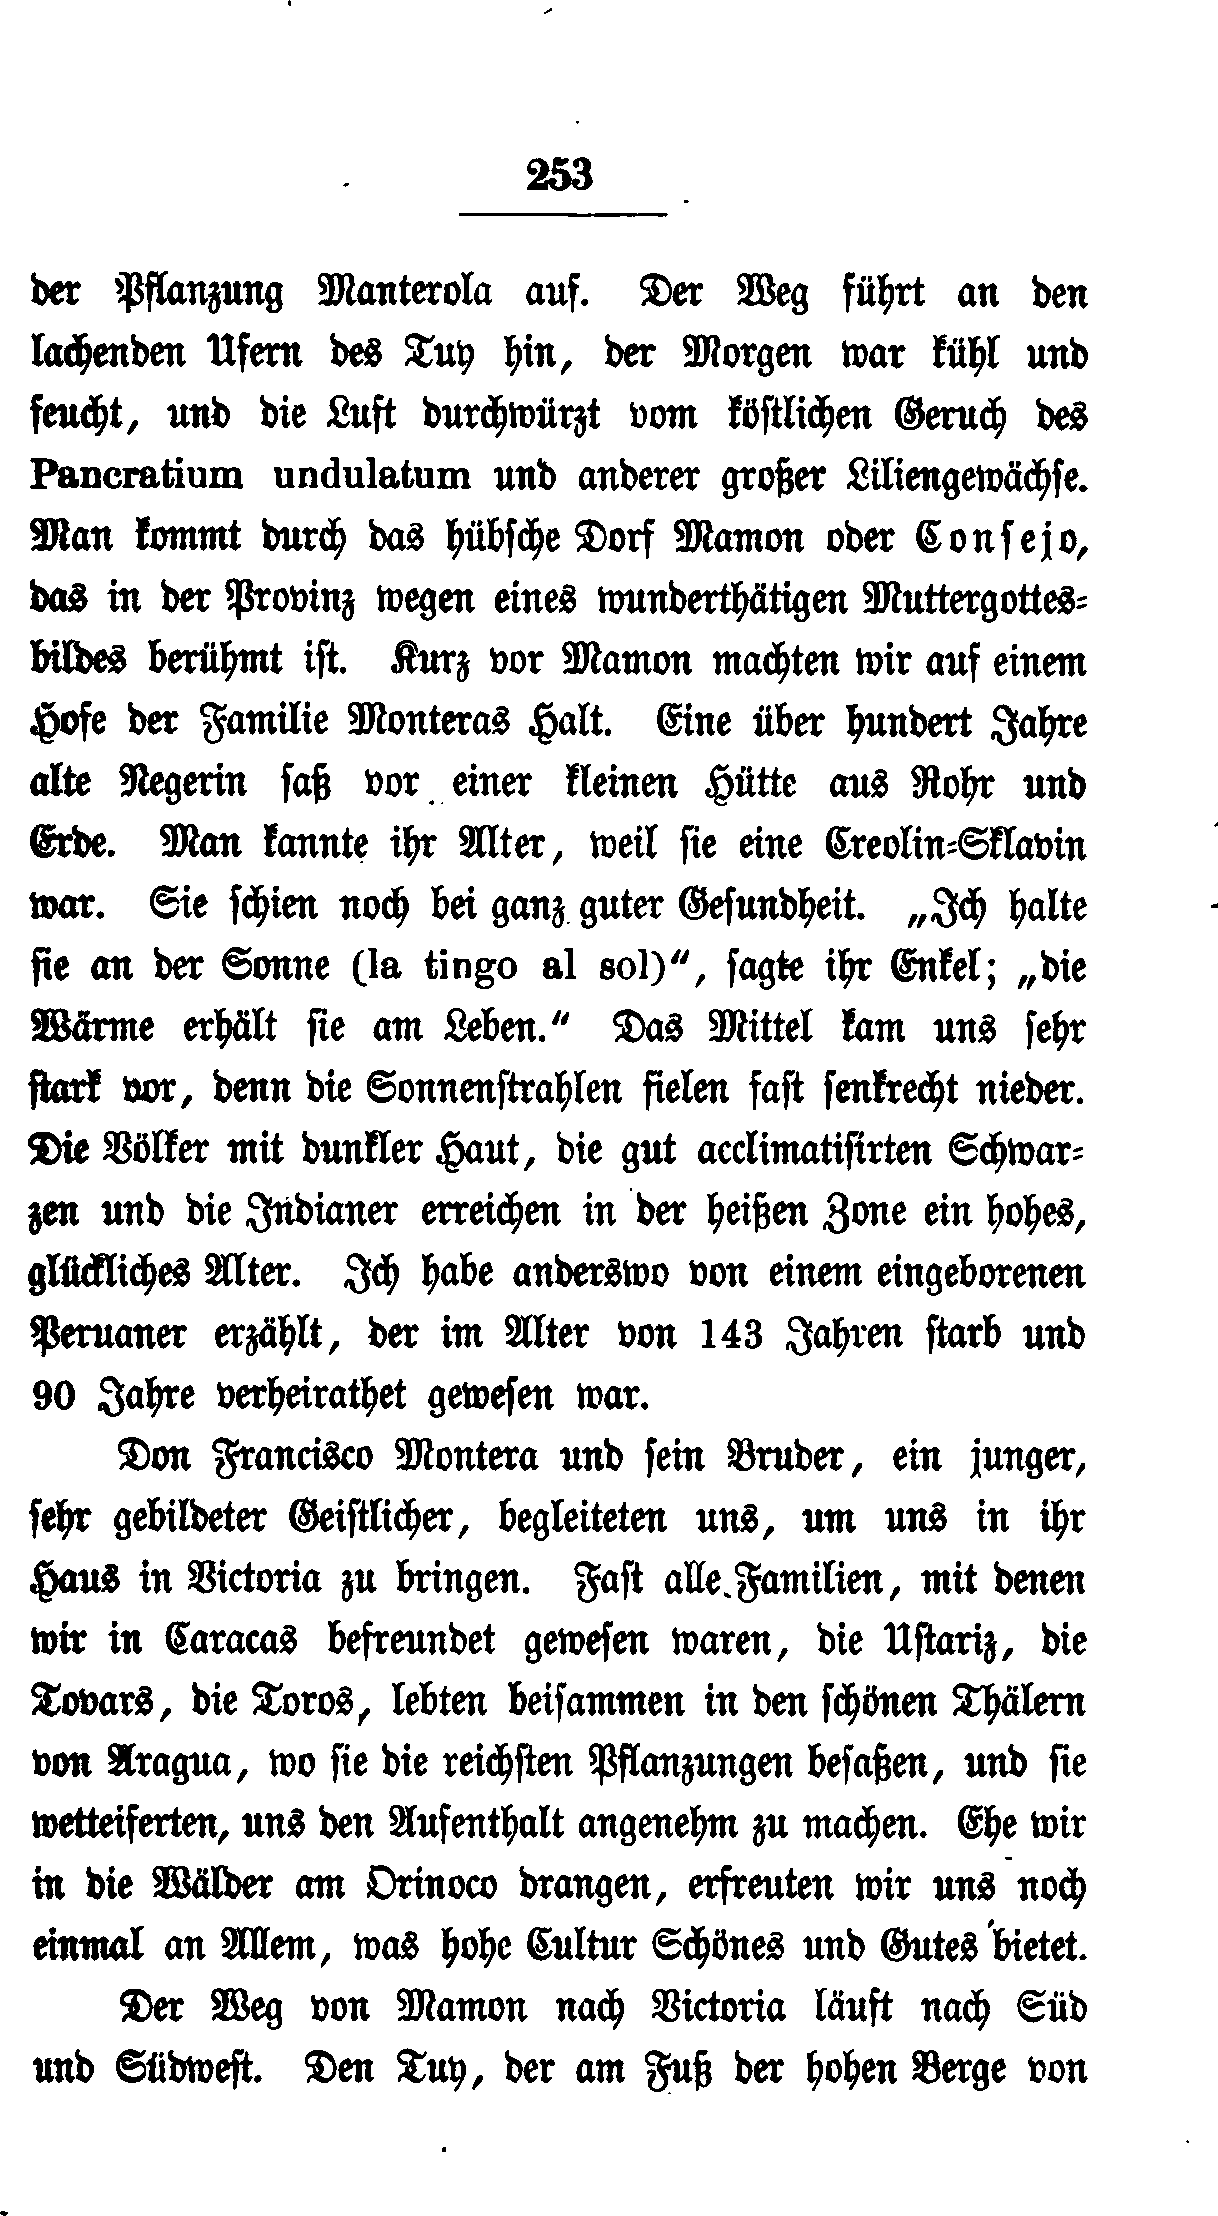 253
der Pflanzung Manterola auf. Der Weg führt an den
lachenden Ufern des Tuy hin, der Morgen war kühl und
feucht, und die Luft durchwürzt vom köstlichen Geruch des
Pancratium undulatum und anderer großer Liliengewächse.
Man kommt durch das hübsche Dorf Mamon oder Consejo,
das in der Provinz wegen eines wunderthätigen Muttergottes-
bildes berühmt ist. Kurz vor Mamon machten wir auf einem
Hofe der Familie Monteras Halt. Eine über hundert Jahre
alte Negerin saß vor einer kleinen Hütte aus Rohr und
Erde. Man kannte ihr Alter, weil sie eine Creolin-Sklavin
war. Sie schien noch bei ganz guter Gesundheit. „Ich halte
sie an der Sonne (la tingo al sol)“, sagte ihr Enkel; „die
Wärme erhält sie am Leben.“ Das Mittel kam uns sehr
stark vor, denn die Sonnenstrahlen fielen fast senkrecht nieder.
Die Völker mit dunkler Haut, die gut acclimatisirten Schwar-
zen und die Indianer erreichen in der heißen Zone ein hohes,
glückliches Alter. Ich habe anderswo von einem eingeborenen
Peruaner erzählt, der im Alter von 143 Jahren starb und
90 Jahre verheirathet gewesen war.
Don Francisco Montera und sein Bruder, ein junger,
sehr gebildeter Geistlicher, begleiteten uns, um uns in ihr
Haus in Victoria zu bringen. Fast alle Familien, mit denen
wir in Caracas befreundet gewesen waren, die Ustariz, die
Tovars, die Toros, lebten beisammen in den schönen Thälern
von Aragua, wo sie die reichsten Pflanzungen besaßen, und sie
wetteiferten, uns den Aufenthalt angenehm zu machen. Ehe wir
in die Wälder am Orinoco drangen, erfreuten wir uns noch
einmal an Allem, was hohe Cultur Schönes und Gutes bietet.
Der Weg von Mamon nach Victoria läuft nach Süd
und Südwest. Den Tuy, der am Fuß der hohen Berge von